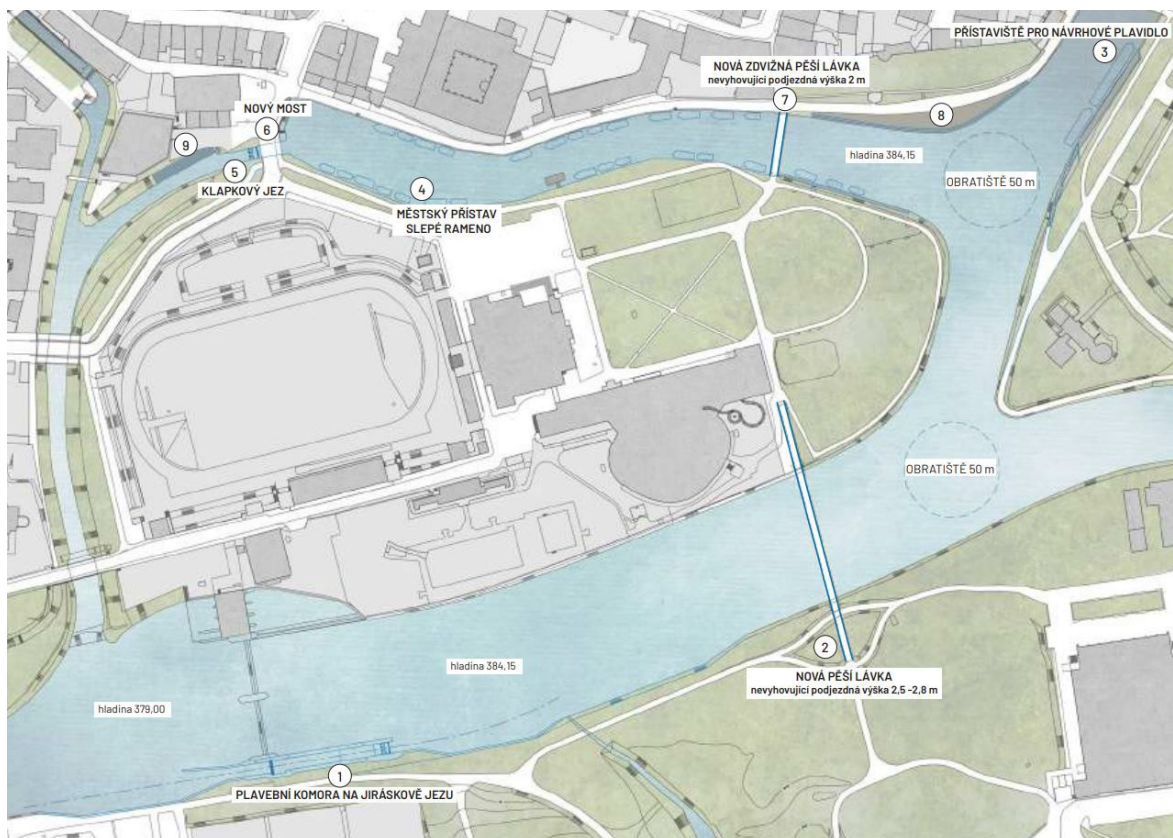 PŘÍSTAVIŠTĚ PRO NÁVRHOVÉ PLAVIDLO
3
NOVÁ ZDVIŽNÁ PĚŠÍ LÁVKA
nevyhovující podjezdná výška 2 m
7
8
NOVÝ MOST
6
9
5
KLAPKOVÝ JEZ
4
MĚSTSKÝ PŘÍSTAV
SLEPÉ RAMENO
hladina 384,15
OBRATIŠTĚ 50 m
OBRATIŠTĚ 50 m
2
NOVÁ PĚŠÍ LÁVKA
nevyhovující podjezdná výška 2,5 -2,8 m
hladina 384,15
hladina 379,00
1
PLAVEBNÍ KOMORA NA JIRÁSKOVĚ JEZU